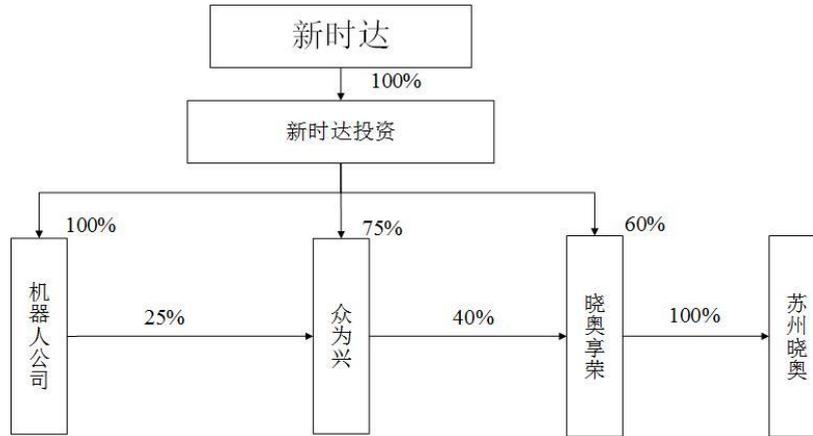 新时达
100%
新时达投资
100%
75%
60%
机器人公司
25%
众为兴
40%
晓奥享荣
100%
苏州晓奥